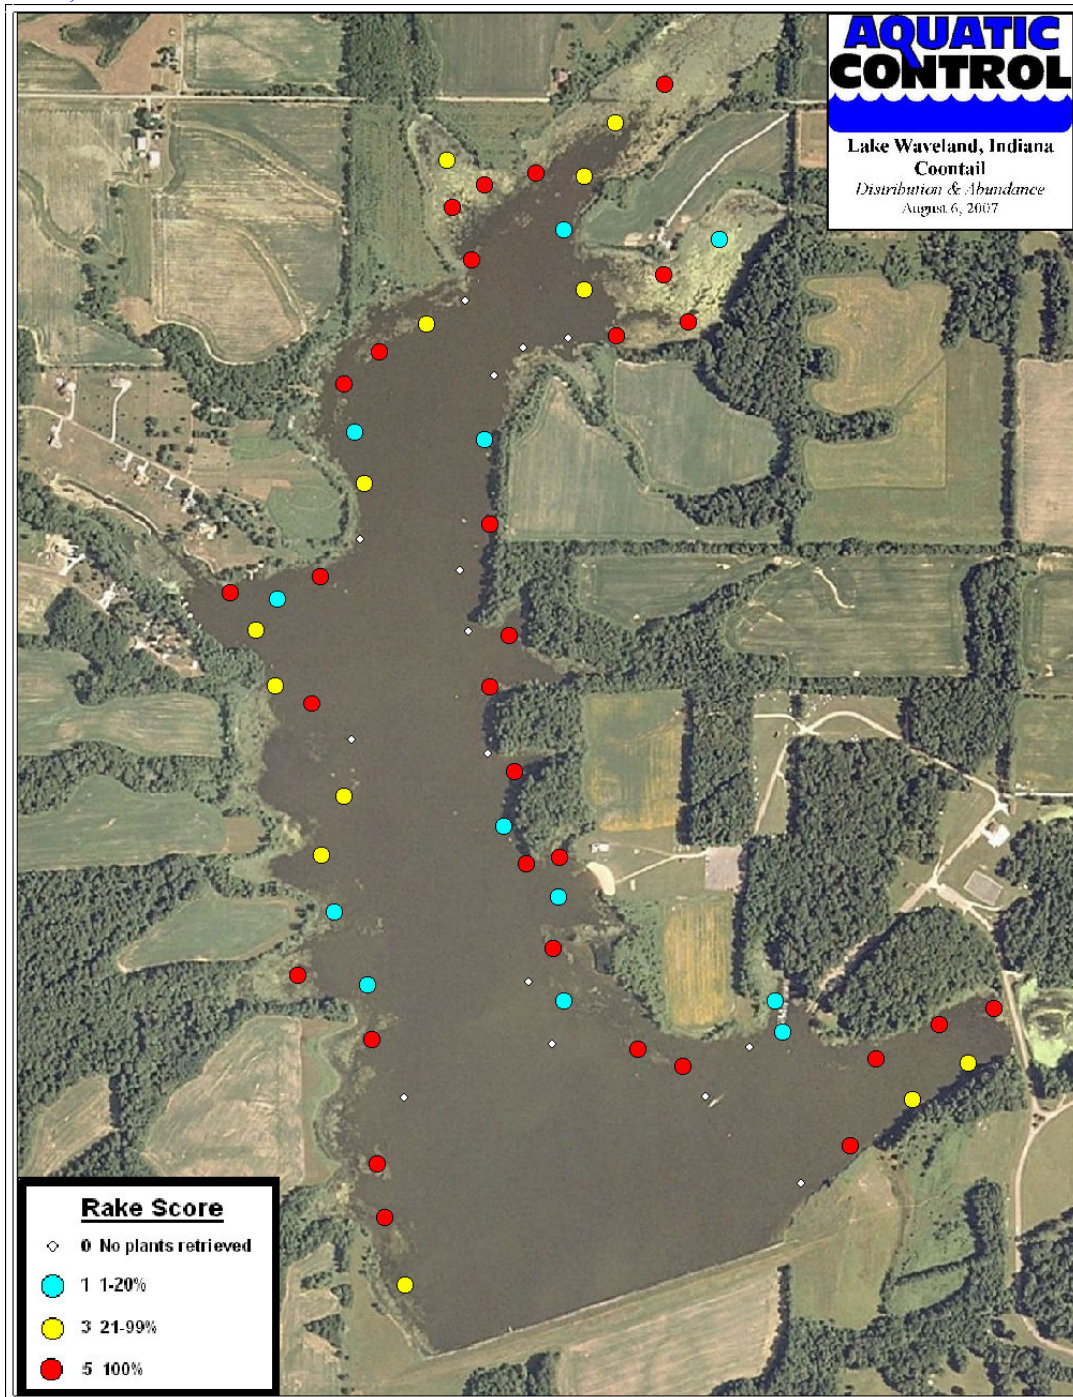 AQUATIC
CONTROL
Lake Waveland, Indiana
Coontail
Distribution & Abundance
August 6, 2007
Rake Score
0 No plants retrieved
1 1-20%
3 21-99%
5 100%